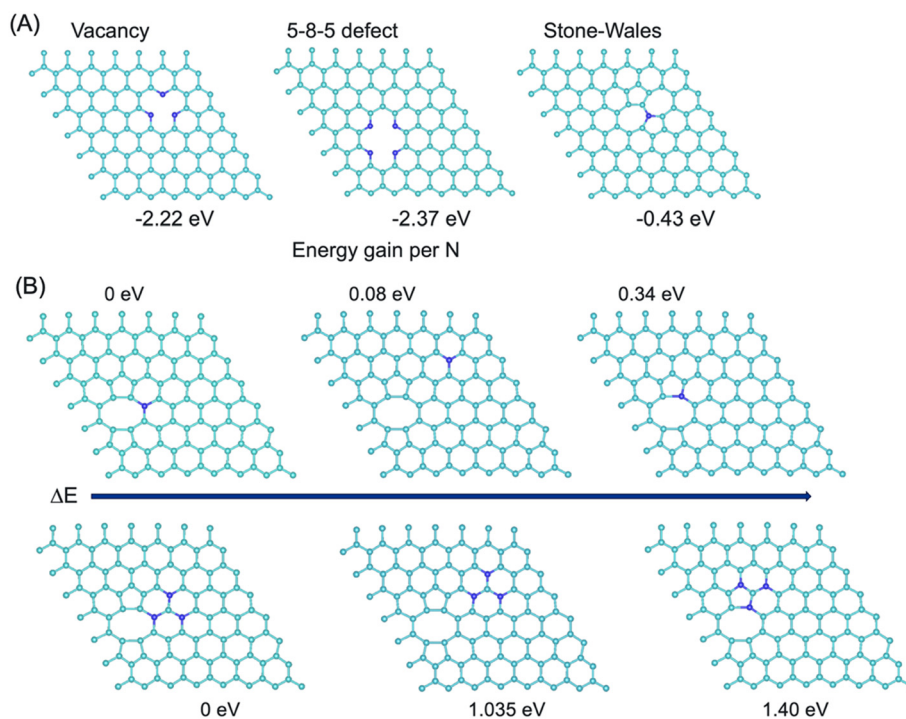 (A)
Vacancy 5-8-5 defect Stone-Wales
-2.22 eV -2.37 eV -0.43 eV
Energy gain per N
(B)
0 eV 0.08 eV 0.34 eV
ΔE
0 eV 1.035 eV 1.40 eV